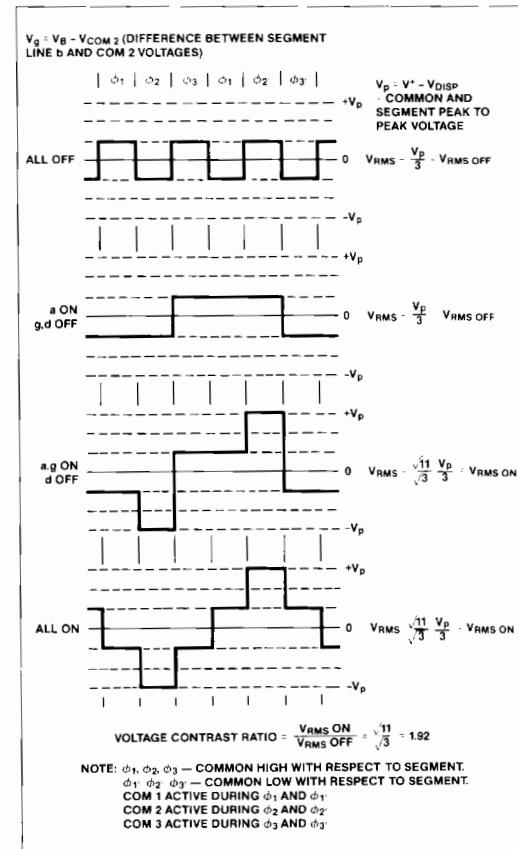 Vg = VB - VCOM 2 (DIFFERENCE BETWEEN SEGMENT
LINE b AND COM 2 VOLTAGES)
ϕ1 ϕ2 ϕ3 ϕ1' ϕ2' ϕ3'
Vp = V+ - VDISP
- COMMON AND
SEGMENT PEAK TO
PEAK VOLTAGE
+Vp
ALL OFF
0
VRMS - Vp/3 - VRMS OFF
-Vp
+Vp
a ON
g,d OFF
0
VRMS - Vp/3 VRMS OFF
-Vp
+Vp
a.g ON
d OFF
0
VRMS - √11/√3 Vp/3 - VRMS ON
-Vp
+Vp
ALL ON
0
VRMS √11/√3 Vp/3 - VRMS ON
-Vp
VOLTAGE CONTRAST RATIO = VRMS ON/VRMS OFF = √11/√3 = 1.92
NOTE: ϕ1, ϕ2, ϕ3 — COMMON HIGH WITH RESPECT TO SEGMENT.
ϕ1' ϕ2' ϕ3' — COMMON LOW WITH RESPECT TO SEGMENT.
COM 1 ACTIVE DURING ϕ1 AND ϕ1'
COM 2 ACTIVE DURING ϕ2 AND ϕ2'
COM 3 ACTIVE DURING ϕ3 AND ϕ3'